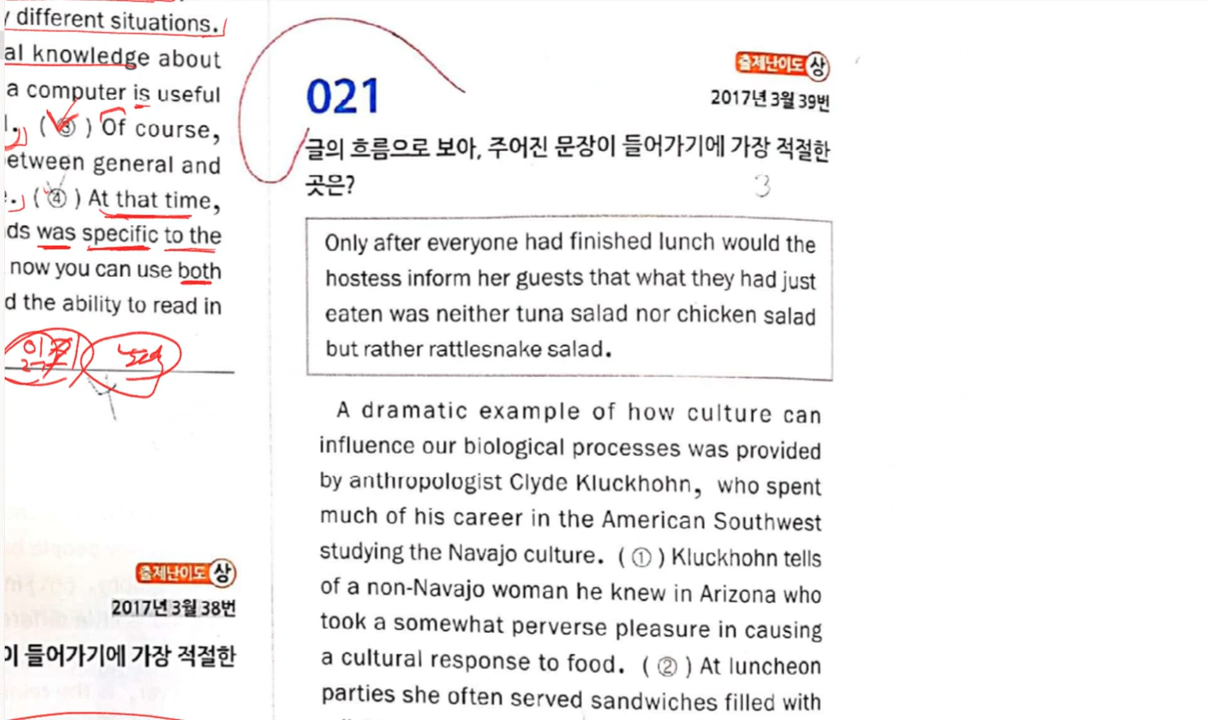 different situations.
al knowledge about
a computer is useful
( ③ ) Of course,
etween general and
. ( ④ ) At that time,
ds was specific to the
now you can use both
d the ability to read in
출제난이도 상
2017년 3월 38번
이 들어가기에 가장 적절한
출제난이도 상
021
2017년 3월 39번
글의 흐름으로 보아, 주어진 문장이 들어가기에 가장 적절한
곳은?
3
Only after everyone had finished lunch would the
hostess inform her guests that what they had just
eaten was neither tuna salad nor chicken salad
but rather rattlesnake salad.
A dramatic example of how culture can
influence our biological processes was provided
by anthropologist Clyde Kluckhohn, who spent
much of his career in the American Southwest
studying the Navajo culture. ( ① ) Kluckhohn tells
of a non-Navajo woman he knew in Arizona who
took a somewhat perverse pleasure in causing
a cultural response to food. ( ② ) At luncheon
parties she often served sandwiches filled with